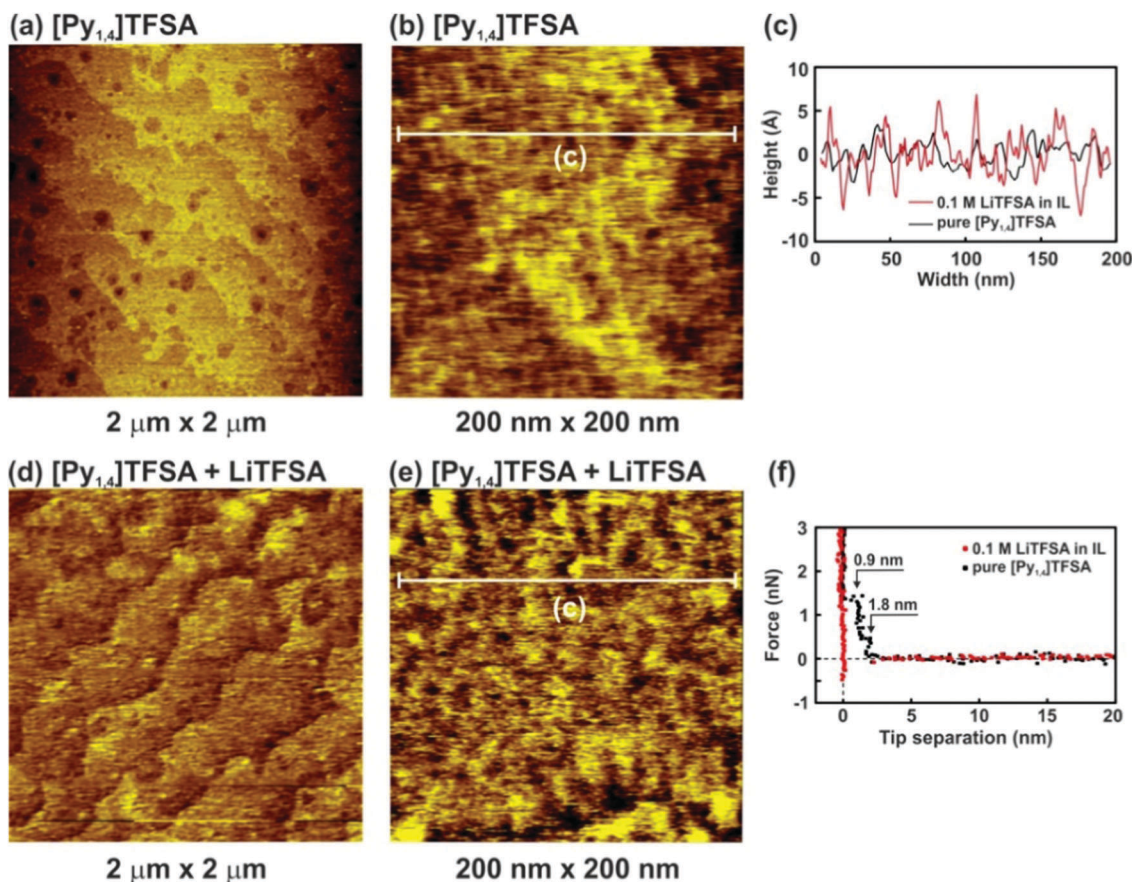 (a) [Py1,4]TFSA
(b) [Py1,4]TFSA
(c)
(c)
2 μm x 2 μm
200 nm x 200 nm
10
5
0
-5
-10
Height (Å)
0.1 M LiTFSA in IL
pure [Py1,4]TFSA
0 50 100 150 200
Width (nm)
(d) [Py1,4]TFSA + LiTFSA
(e) [Py1,4]TFSA + LiTFSA
(f)
(c)
2 μm x 2 μm
200 nm x 200 nm
3
2
1
0
-1
Force (nN)
0.1 M LiTFSA in IL
pure [Py1,4]TFSA
0.9 nm
1.8 nm
0 5 10 15 20
Tip separation (nm)